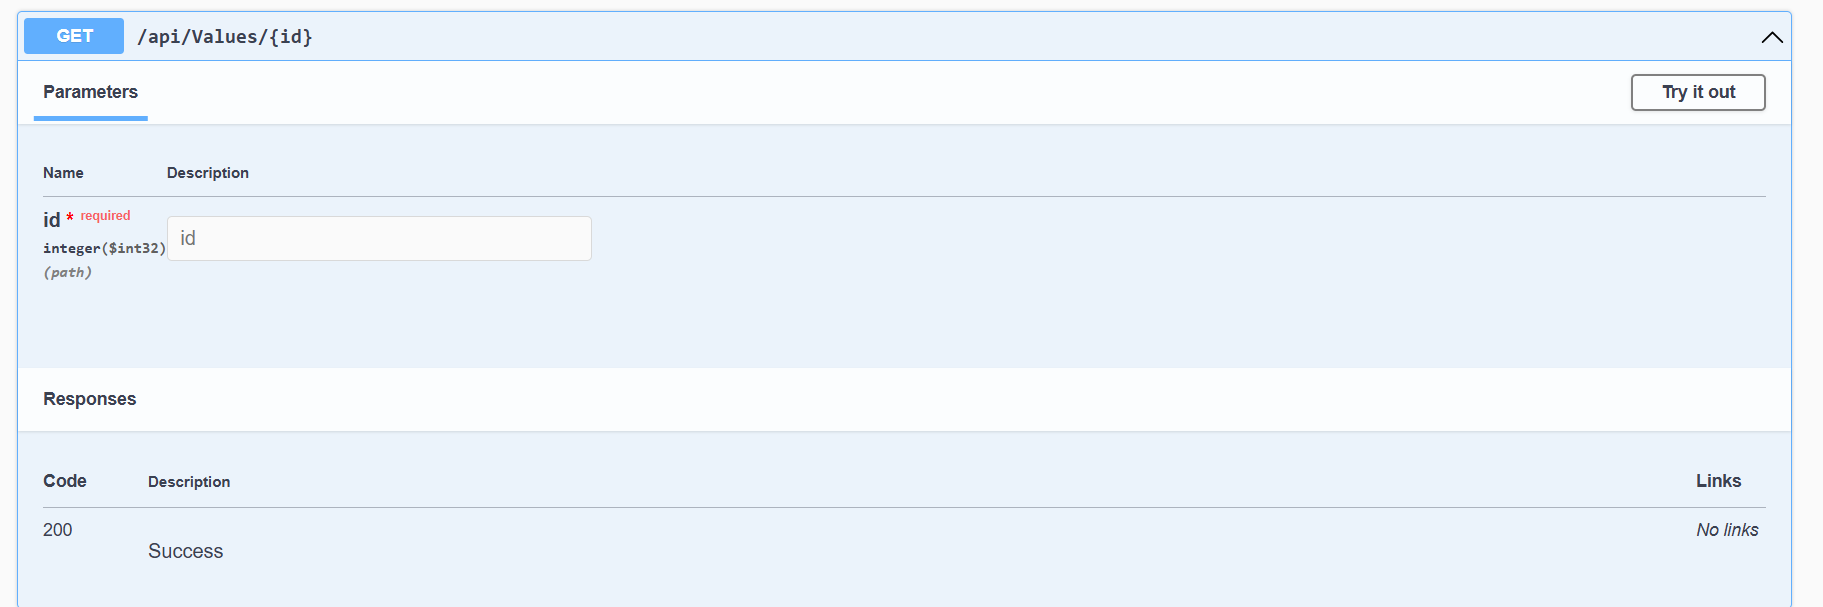 GET /api/Values/{id}
Parameters Try it out
Name Description
id * required
integer($int32)
(path)
id
Responses
Code Description Links
200 Success No links